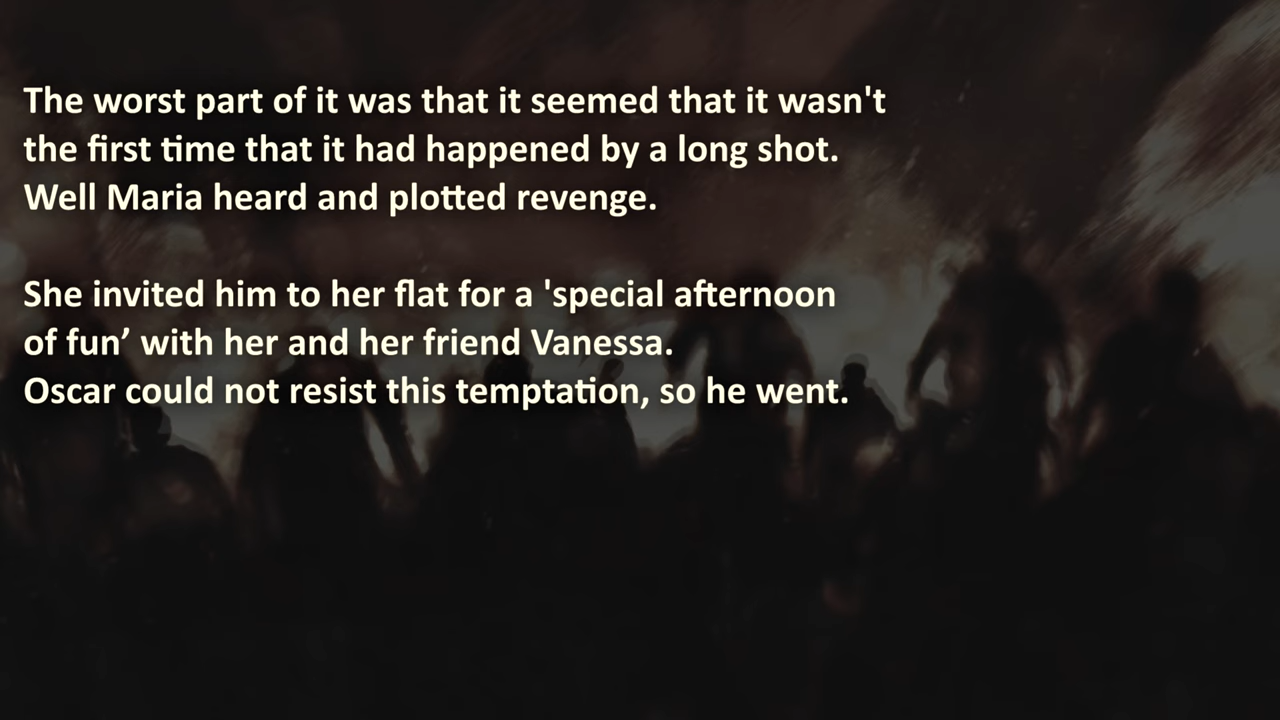 The worst part of it was that it seemed that it wasn't
the first time that it had happened by a long shot.
Well Maria heard and plotted revenge.
She invited him to her flat for a 'special afternoon
of fun’ with her and her friend Vanessa.
Oscar could not resist this temptation, so he went.